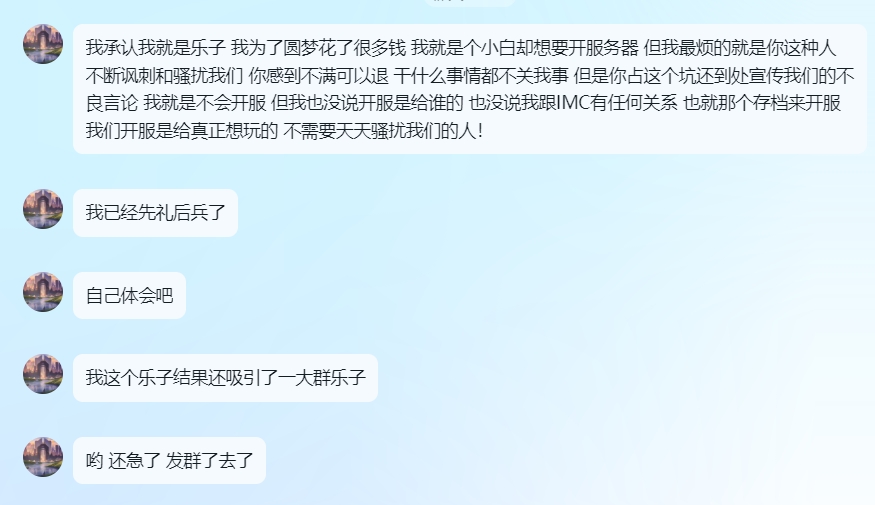 我承认我就是乐子 我为了圆梦花了很多钱 我就是个小白却想要开服务器 但我最烦的就是你这种人
不断讽刺和骚扰我们 你感到不满可以退 干什么事情都不关我事 但是你占这个坑还到处宣传我们的不
良言论 我就是不会开服 但我也没说开服是给谁的 也没说我跟IMC有任何关系 也就那个存档来开服
我们开服是给真正想玩的 不需要天天骚扰我们的人！
我已经先礼后兵了
自己体会吧
我这个乐子结果还吸引了一大群乐子
哟 还急了 发群了去了